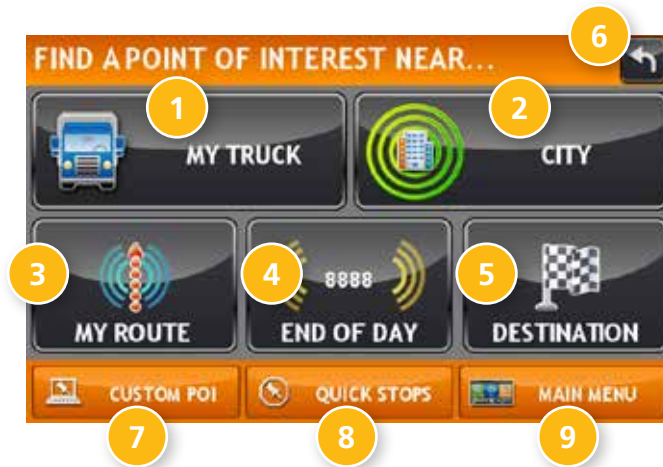 FIND A POINT OF INTEREST NEAR...
6
1
2
MY TRUCK
CITY
3
4
5
8888
MY ROUTE
END OF DAY
DESTINATION
CUSTOM POI
QUICK STOPS
MAIN MENU
7
8
9